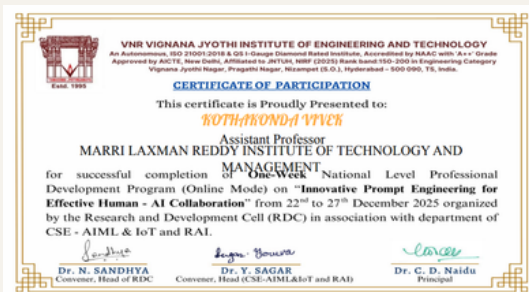 VNR VIGNANA JYOTHI INSTITUTE OF ENGINEERING AND TECHNOLOGY
An Autonomous, ISO 21001:2018 & QS I-Gauge Diamond Rated Institute, Accredited by NAAC with 'A++' Grade
Approved by AICTE, New Delhi, Affiliated to JNTUH, NIRF (2025) Rank band:150-200 in Engineering Category
Vignana Jyothi Nagar, Pragathi Nagar, Nizampet (S.O.), Hyderabad – 500 090, TS, India.
Estd. 1995
CERTIFICATE OF PARTICIPATION
This certificate is Proudly Presented to:
KOTHAKONDA VIVEK
Assistant Professor
MARRI LAXMAN REDDY INSTITUTE OF TECHNOLOGY AND
MANAGEMENT
for successful completion of One-Week National Level Professional
Development Program (Online Mode) on "Innovative Prompt Engineering for
Effective Human - AI Collaboration" from 22nd to 27th December 2025 organized
by the Research and Development Cell (RDC) in association with department of
CSE - AIML & IoT and RAI.
Sandhya
Dr. N. SANDHYA
Convener, Head of RDC
Dr. Y. SAGAR
Convener, Head (CSE-AIML&IoT and RAI)
Dr. C. D. Naidu
Principal